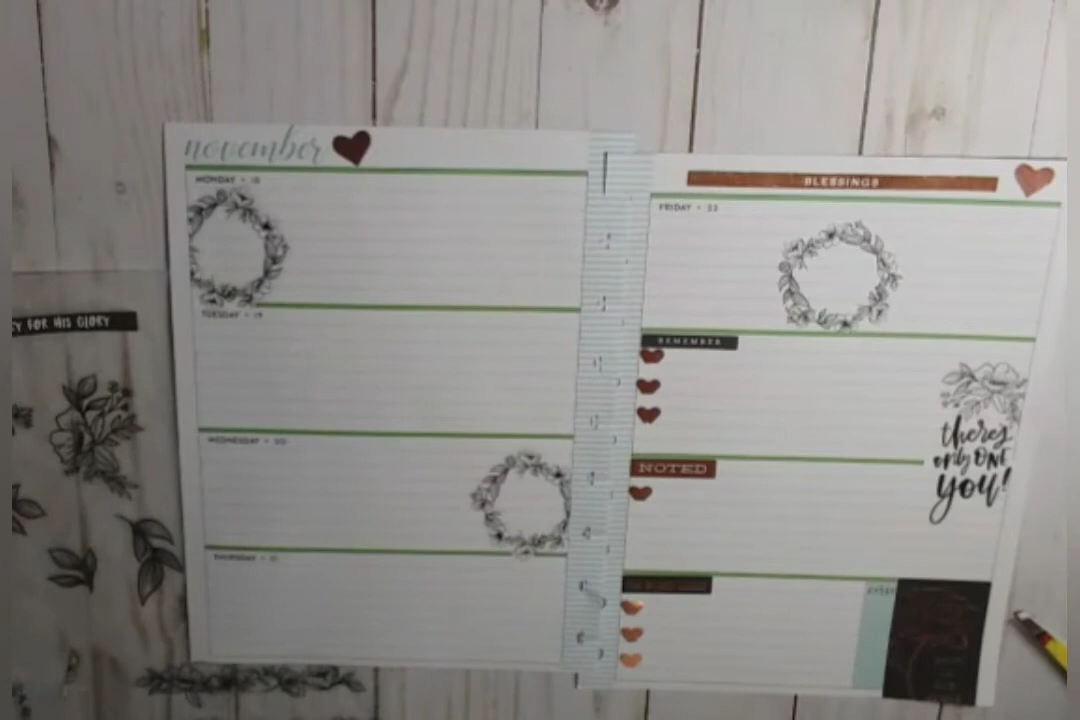 november
MONDAY • 18
TUESDAY • 19
WEDNESDAY • 20
THURSDAY • 21
BLESSINGS
FRIDAY • 22
REMEMBER
there's
only ONE
you!
NOTED
FOR HIS GLORY